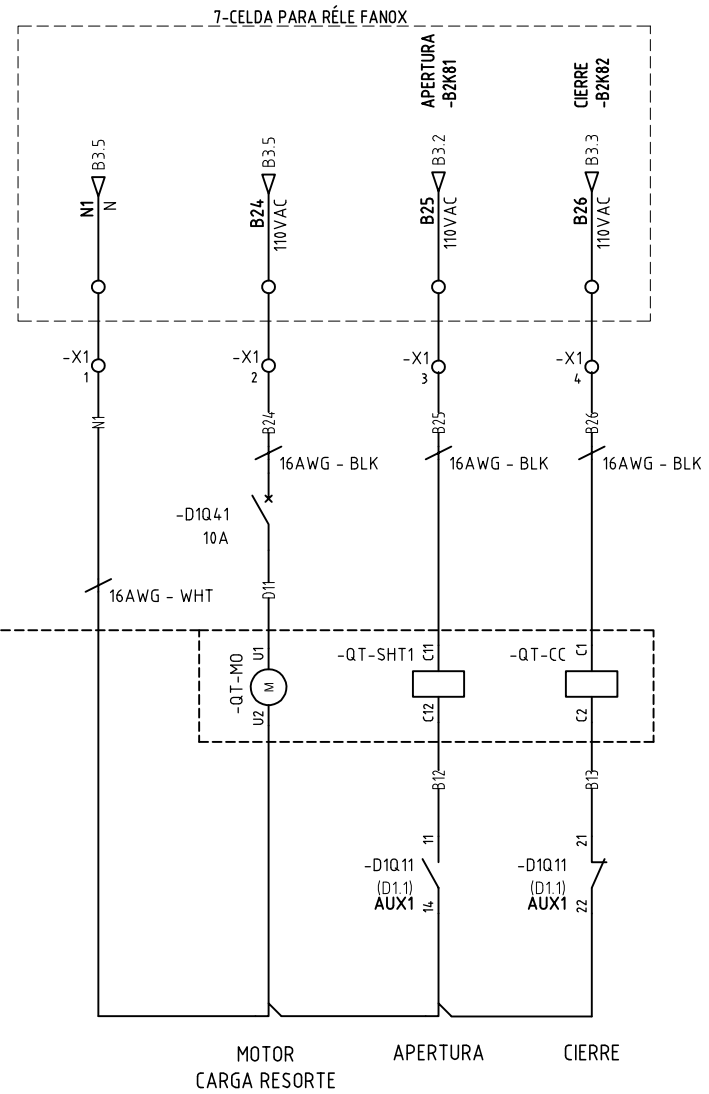 7-CELDA PARA RÉLE FANOX
APERTURA
-B2K81
CIERRE
-B2K82
B3.5
B3.5
B3.2
B3.3
N1
N
B24
110VAC
B25
110VAC
B26
110VAC
-X1
1
-X1
2
-X1
3
-X1
4
N1
B24
B25
B26
16AWG - BLK
16AWG - BLK
16AWG - BLK
-D1Q41
10A
D11
16AWG - WHT
-QT-MO
U1
M
U2
-QT-SHT1
C11
C12
-QT-CC
C1
C2
B12
B13
11
21
-D1Q11
(D1.1)
AUX1
14
-D1Q11
(D1.1)
AUX1
22
MOTOR
CARGA RESORTE
APERTURA
CIERRE